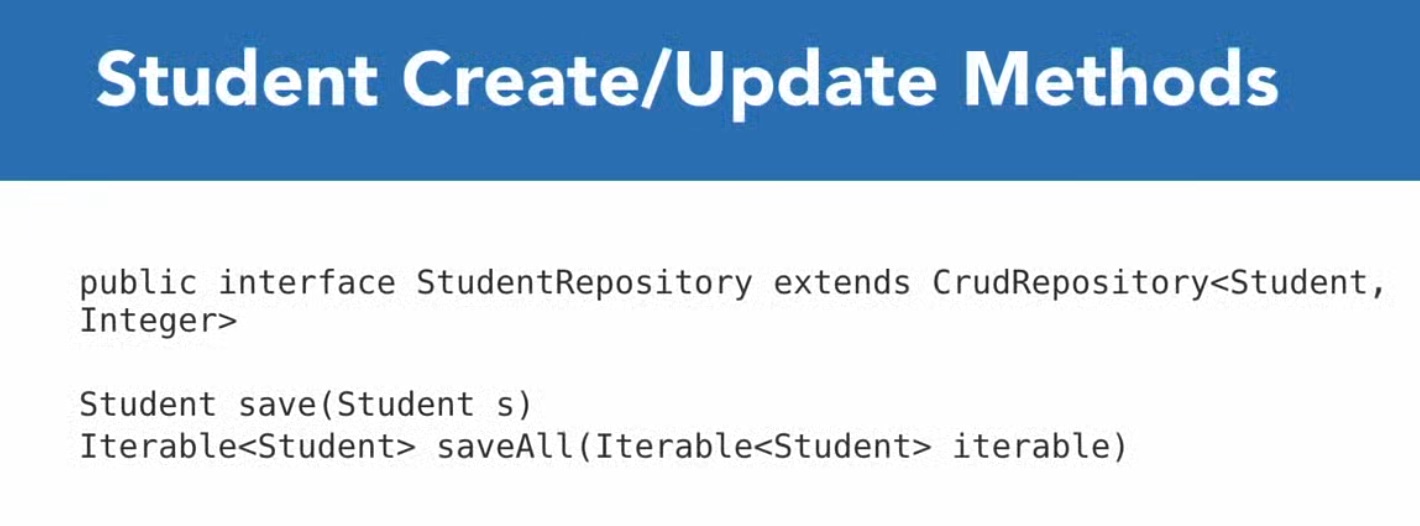 Student Create/Update Methods
public interface StudentRepository extends CrudRepository<Student,
Integer>
Student save(Student s)
Iterable<Student> saveAll(Iterable<Student> iterable)